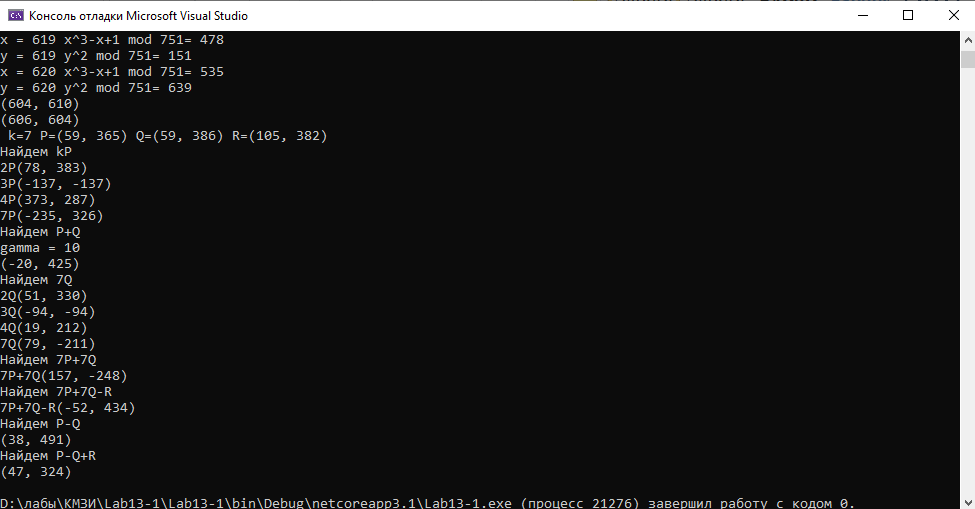 Консоль отладки Microsoft Visual Studio
x = 619 x^3-x+1 mod 751= 478
y = 619 y^2 mod 751= 151
x = 620 x^3-x+1 mod 751= 535
y = 620 y^2 mod 751= 639
(604, 610)
(606, 604)
 k=7 P=(59, 365) Q=(59, 386) R=(105, 382)
Найдем kP
2P(78, 383)
3P(-137, -137)
4P(373, 287)
7P(-235, 326)
Найдем P+Q
gamma = 10
(-20, 425)
Найдем 7Q
2Q(51, 330)
3Q(-94, -94)
4Q(19, 212)
7Q(79, -211)
Найдем 7P+7Q
7P+7Q(157, -248)
Найдем 7P+7Q-R
7P+7Q-R(-52, 434)
Найдем P-Q
(38, 491)
Найдем P-Q+R
(47, 324)
D:\лабы\КМЗИ\Lab13-1\Lab13-1\bin\Debug\netcoreapp3.1\Lab13-1.exe (процесс 21276) завершил работу с кодом 0.